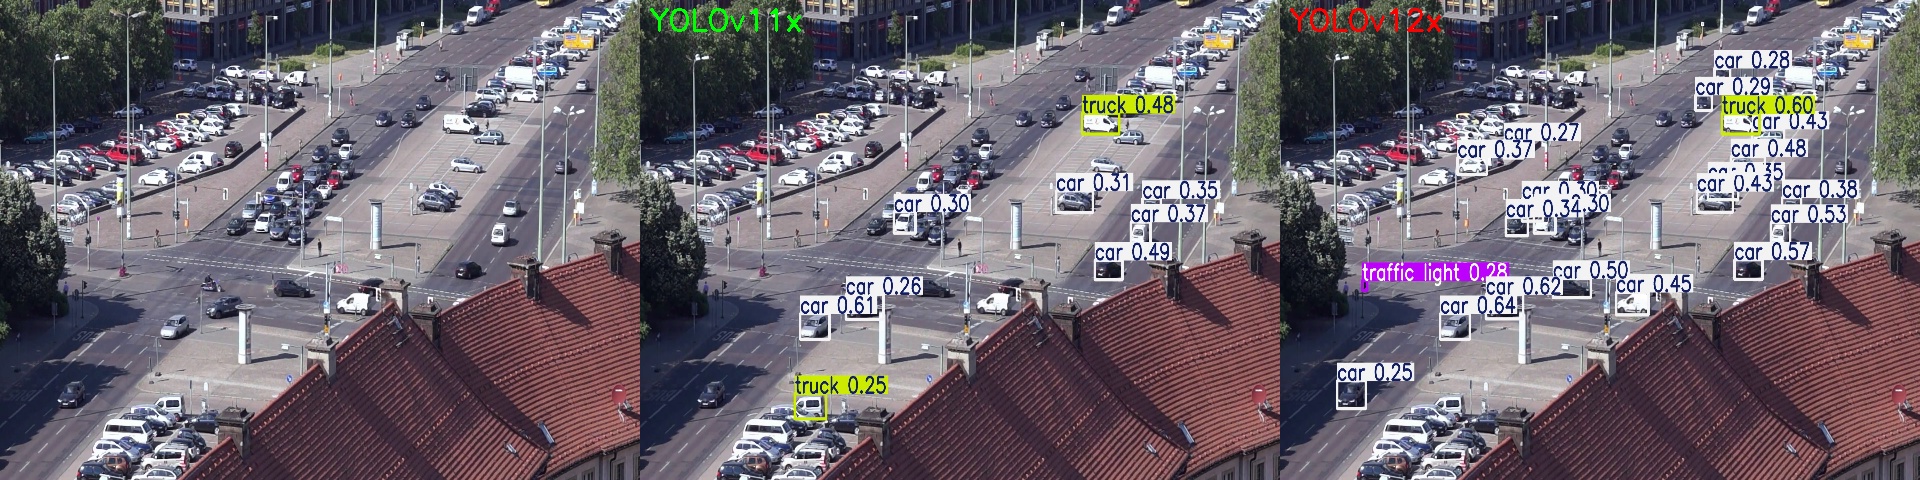 YOLOv11x
truck 0.48
car 0.31
car 0.35
car 0.30
car 0.37
car 0.49
car 0.26
car 0.61
truck 0.25
YOLOv12x
car 0.28
car 0.29
truck 0.60
car 0.43
car 0.27
car 0.37
car 0.48
car 0.43
car 0.38
car 0.34
car 0.53
car 0.57
traffic light 0.28
car 0.50
car 0.62
car 0.45
car 0.64
car 0.25